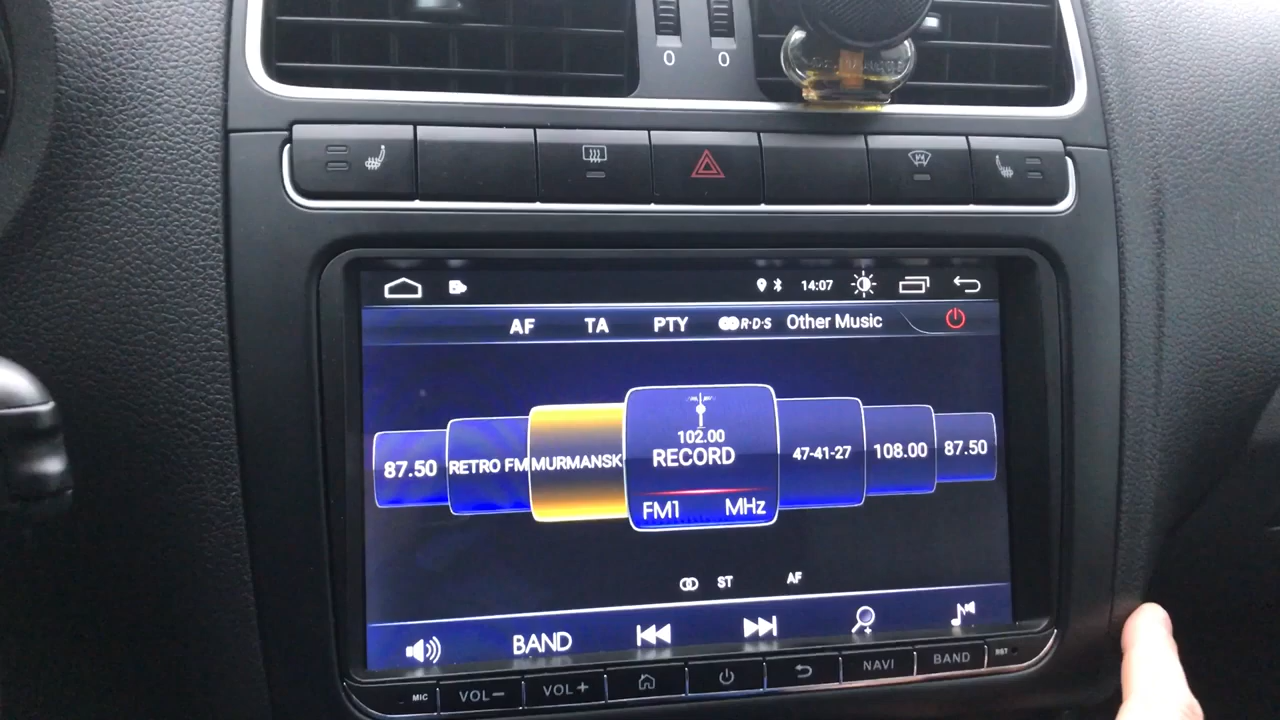 0 0
14:07
AF TA PTY R·D·S Other Music
102.00
87.50 RETRO FM MURMANSK RECORD 47-41-27 108.00 87.50
FM1 MHz
ST AF
BAND
MIC VOL− VOL+ NAVI BAND RST